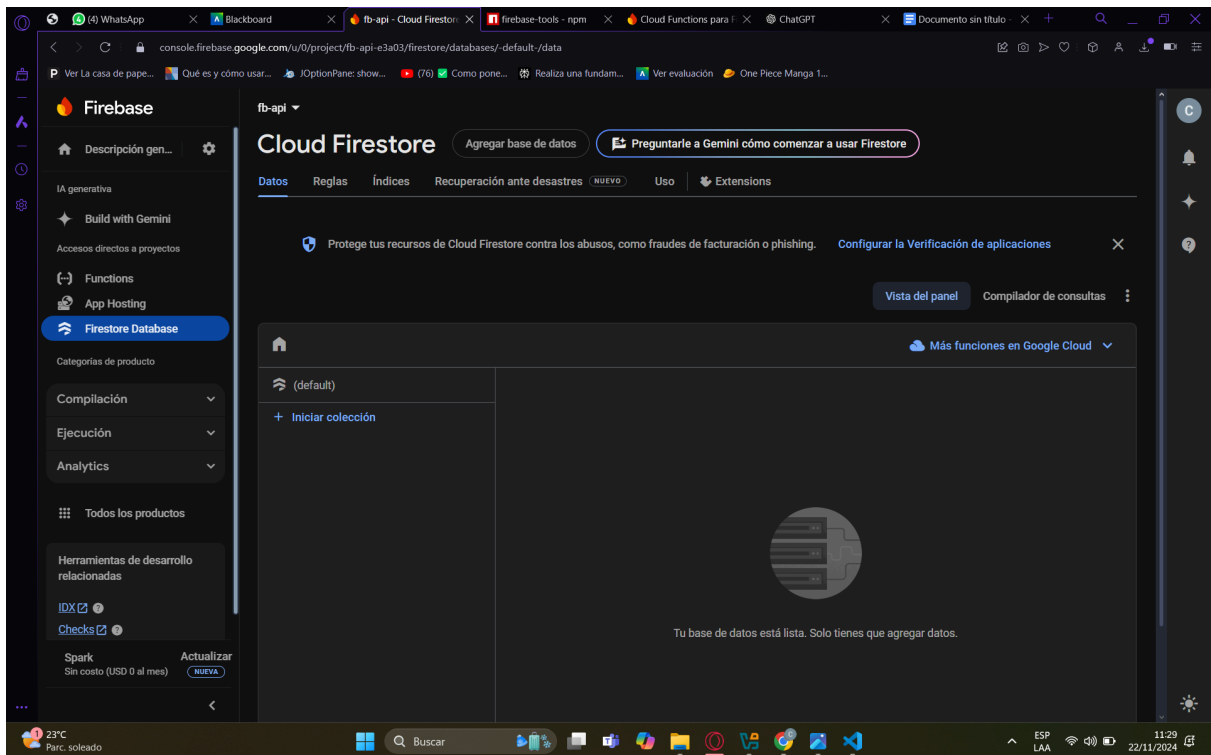 (4) WhatsApp
Blackboard
fb-api - Cloud Firestore
firebase-tools - npm
Cloud Functions para F
ChatGPT
Documento sin título -
console.firebase.google.com/u/0/project/fb-api-e3a03/firestore/databases/-default-/data
Ver La casa de pape...
Qué es y cómo usar...
JOptionPane: show...
(76) ✅ Como pone...
Realiza una fundam...
Ver evaluación
One Piece Manga 1...
Firebase
fb-api
C
Descripción gen...
Cloud Firestore
Agregar base de datos
Preguntarle a Gemini cómo comenzar a usar Firestore
Datos
Reglas
Índices
Recuperación ante desastres NUEVO
Uso
Extensions
IA generativa
Build with Gemini
Accesos directos a proyectos
Functions
App Hosting
Firestore Database
Protege tus recursos de Cloud Firestore contra los abusos, como fraudes de facturación o phishing.
Configurar la Verificación de aplicaciones
Vista del panel
Compilador de consultas
Categorías de producto
Compilación
Ejecución
Analytics
Todos los productos
Más funciones en Google Cloud
(default)
+ Iniciar colección
Tu base de datos está lista. Solo tienes que agregar datos.
Herramientas de desarrollo
relacionadas
IDX
Checks
Spark
Sin costo (USD 0 al mes)
Actualizar
NUEVA
1
23°C
Parc. soleado
Buscar
ESP
LAA
11:29
22/11/2024